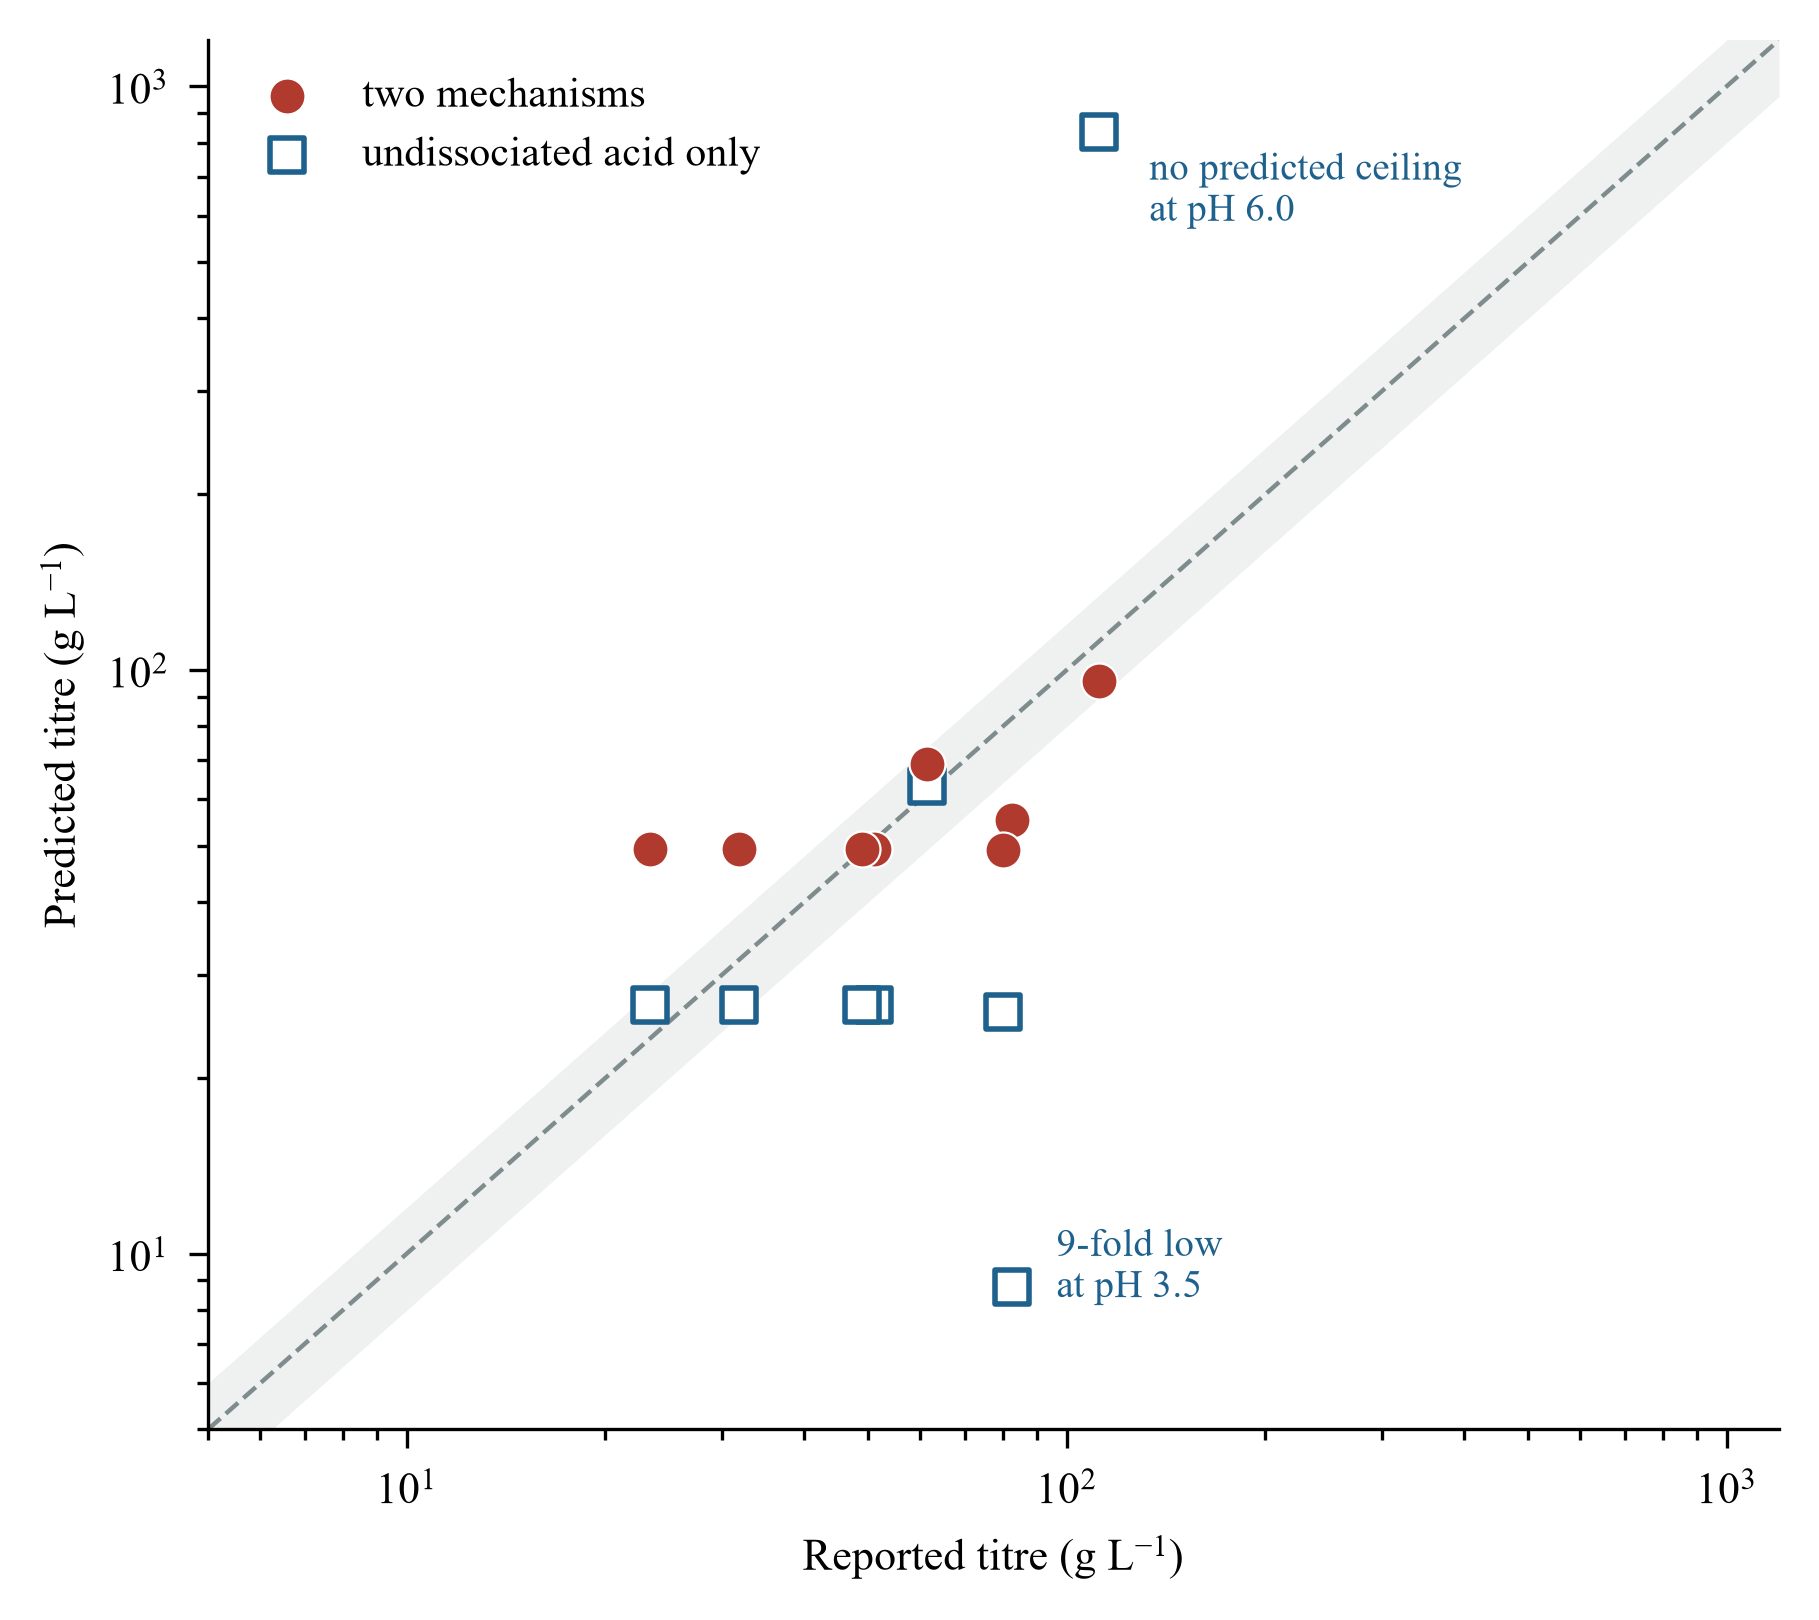 two mechanisms
undissociated acid only
no predicted ceiling
at pH 6.0
9-fold low
at pH 3.5
Predicted titre (g L⁻¹)
10³
10²
10¹
10¹
10²
10³
Reported titre (g L⁻¹)